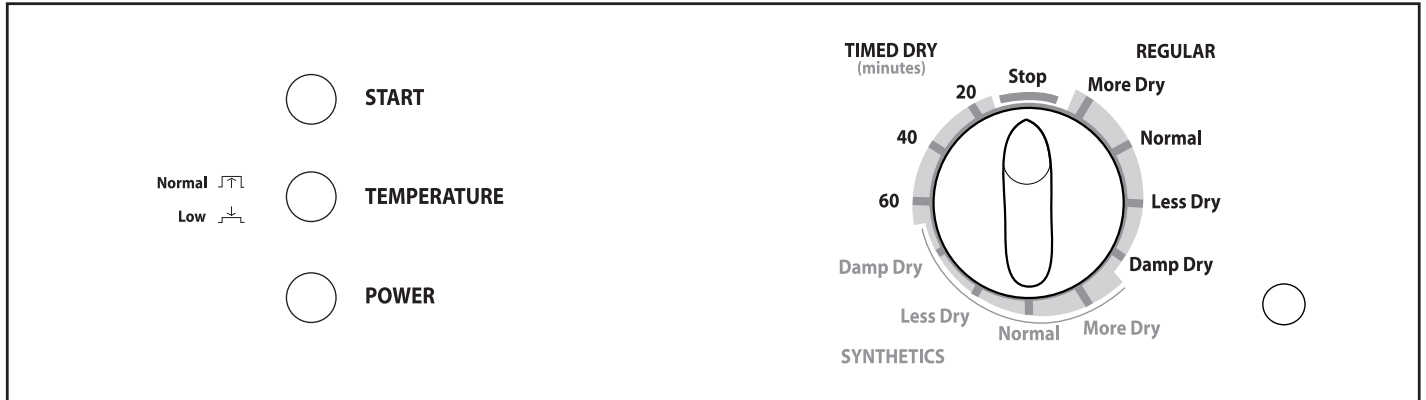 START
Normal
Low
TEMPERATURE
POWER
TIMED DRY
(minutes)
REGULAR
Stop
20
40
60
More Dry
Normal
Less Dry
Damp Dry
Damp Dry
Less Dry
Normal
More Dry
SYNTHETICS